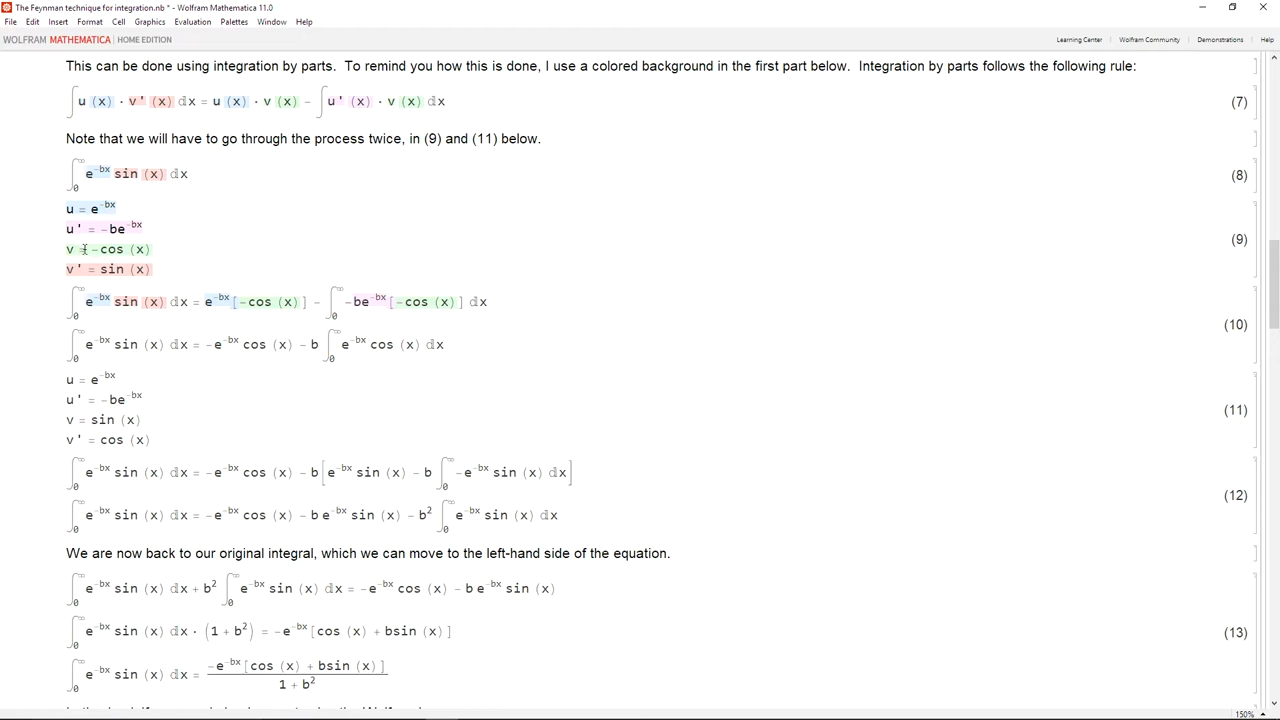 The Feynman technique for integration.nb * - Wolfram Mathematica 11.0
File Edit Insert Format Cell Graphics Evaluation Palettes Window Help
WOLFRAM MATHEMATICA | HOME EDITION Learning Center Wolfram Community Demonstrations Help
This can be done using integration by parts. To remind you how this is done, I use a colored background in the first part below. Integration by parts follows the following rule:
∫ u (x) · v' (x) ⅆx = u (x) · v (x) − ∫ u' (x) · v (x) ⅆx (7)
Note that we will have to go through the process twice, in (9) and (11) below.
∫₀^∞ e^−bx sin (x) ⅆx (8)
u = e^−bx
u' = −be^−bx
v = −cos (x) (9)
v' = sin (x)
∫₀^∞ e^−bx sin (x) ⅆx = e^−bx [−cos (x)] − ∫₀^∞ −be^−bx [−cos (x)] ⅆx
(10)
∫₀^∞ e^−bx sin (x) ⅆx = −e^−bx cos (x) − b ∫₀^∞ e^−bx cos (x) ⅆx
u = e^−bx
u' = −be^−bx
(11)
v = sin (x)
v' = cos (x)
∫₀^∞ e^−bx sin (x) ⅆx = −e^−bx cos (x) − b [e^−bx sin (x) − b ∫₀^∞ −e^−bx sin (x) ⅆx]
(12)
∫₀^∞ e^−bx sin (x) ⅆx = −e^−bx cos (x) − b e^−bx sin (x) − b² ∫₀^∞ e^−bx sin (x) ⅆx
We are now back to our original integral, which we can move to the left-hand side of the equation.
∫₀^∞ e^−bx sin (x) ⅆx + b² ∫₀^∞ e^−bx sin (x) ⅆx = −e^−bx cos (x) − b e^−bx sin (x)
∫₀^∞ e^−bx sin (x) ⅆx · (1 + b²) = −e^−bx [cos (x) + bsin (x)] (13)
∫₀^∞ e^−bx sin (x) ⅆx = −e^−bx [cos (x) + bsin (x)] / 1 + b²
150%